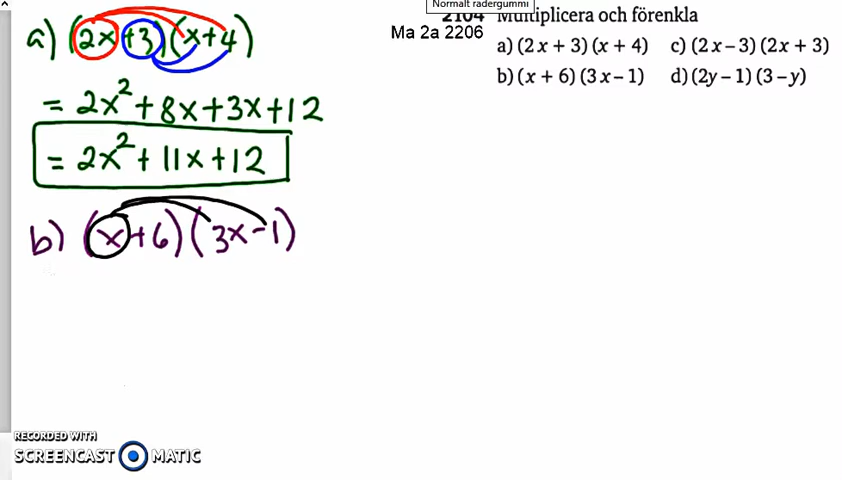 Normalt radergummi
a) (2x+3)(x+4)
= 2x²+8x+3x+12
= 2x²+11x+12
b) (x+6)(3x-1)
2104 Multiplicera och förenkla
Ma 2a 2206
a) (2x + 3)(x + 4) c) (2x – 3)(2x + 3)
b) (x + 6)(3x – 1) d) (2y – 1)(3 – y)
RECORDED WITH
SCREENCAST MATIC